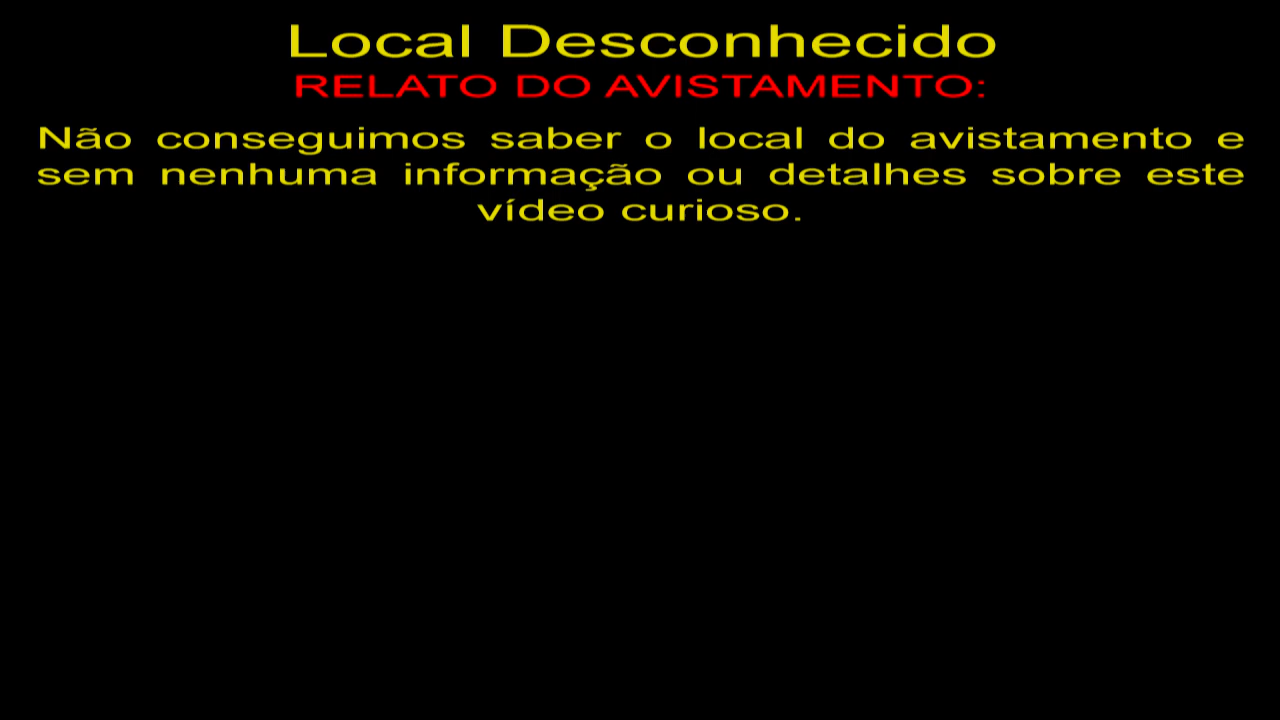 Local Desconhecido
RELATO DO AVISTAMENTO:
Não conseguimos saber o local do avistamento e
sem nenhuma informação ou detalhes sobre este
vídeo curioso.